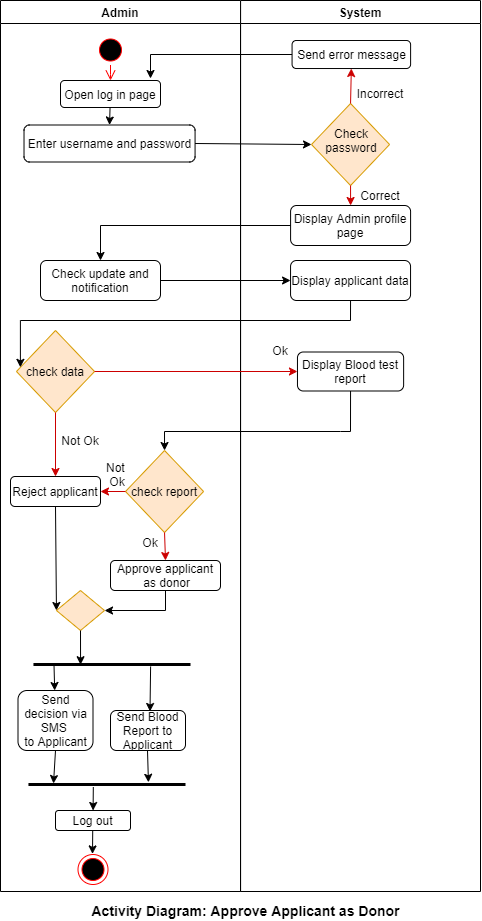 Admin
System
Send error message
Open log in page
Incorrect
Check
password
Enter username and password
Correct
Display Admin profile
page
Check update and
notification
Display applicant data
check data
Ok
Display Blood test
report
Not Ok
Not
Ok
Reject applicant
check report
Ok
Approve applicant
as donor
Send
decision via
SMS
to Applicant
Send Blood
Report to
Applicant
Log out
Activity Diagram: Approve Applicant as Donor